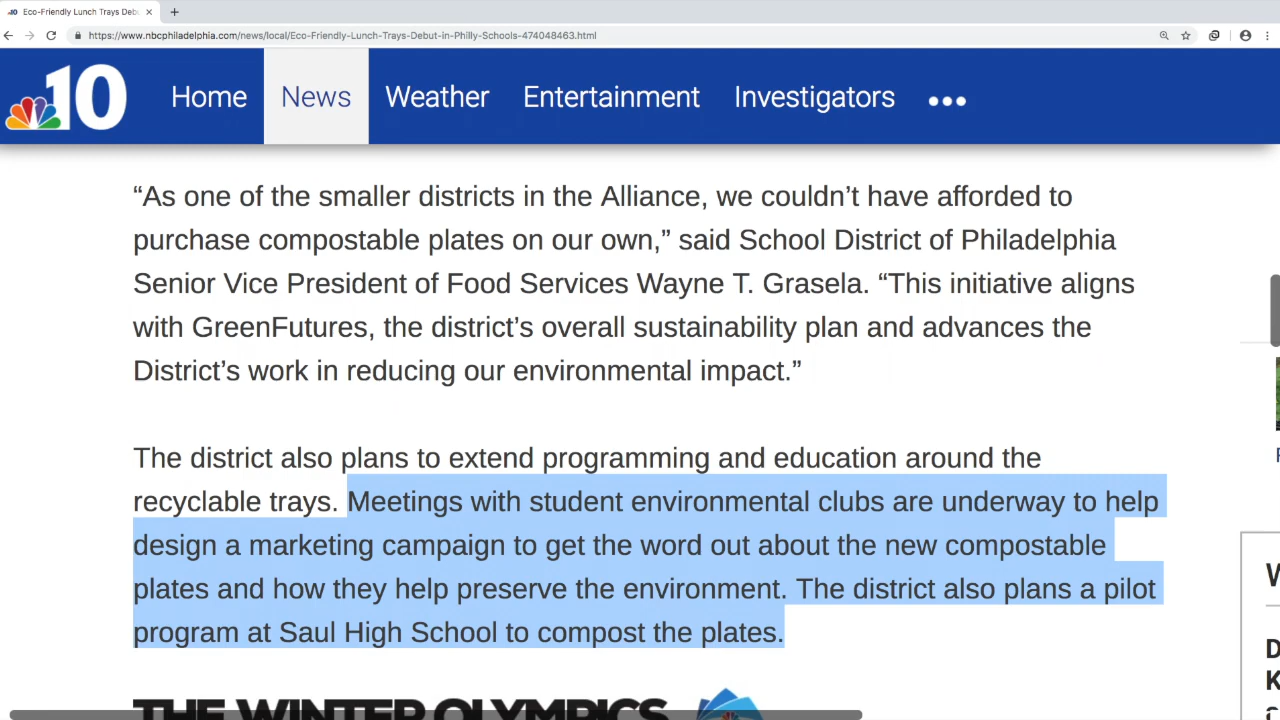 10 Eco-Friendly Lunch Trays Deb
https://www.nbcphiladelphia.com/news/local/Eco-Friendly-Lunch-Trays-Debut-in-Philly-Schools-474048463.html
10 Home News Weather Entertainment Investigators
“As one of the smaller districts in the Alliance, we couldn’t have afforded to
purchase compostable plates on our own,” said School District of Philadelphia
Senior Vice President of Food Services Wayne T. Grasela. “This initiative aligns
with GreenFutures, the district’s overall sustainability plan and advances the
District’s work in reducing our environmental impact.”
The district also plans to extend programming and education around the
recyclable trays. Meetings with student environmental clubs are underway to help
design a marketing campaign to get the word out about the new compostable
plates and how they help preserve the environment. The district also plans a pilot
program at Saul High School to compost the plates.
THE WINTER OLYMPICS